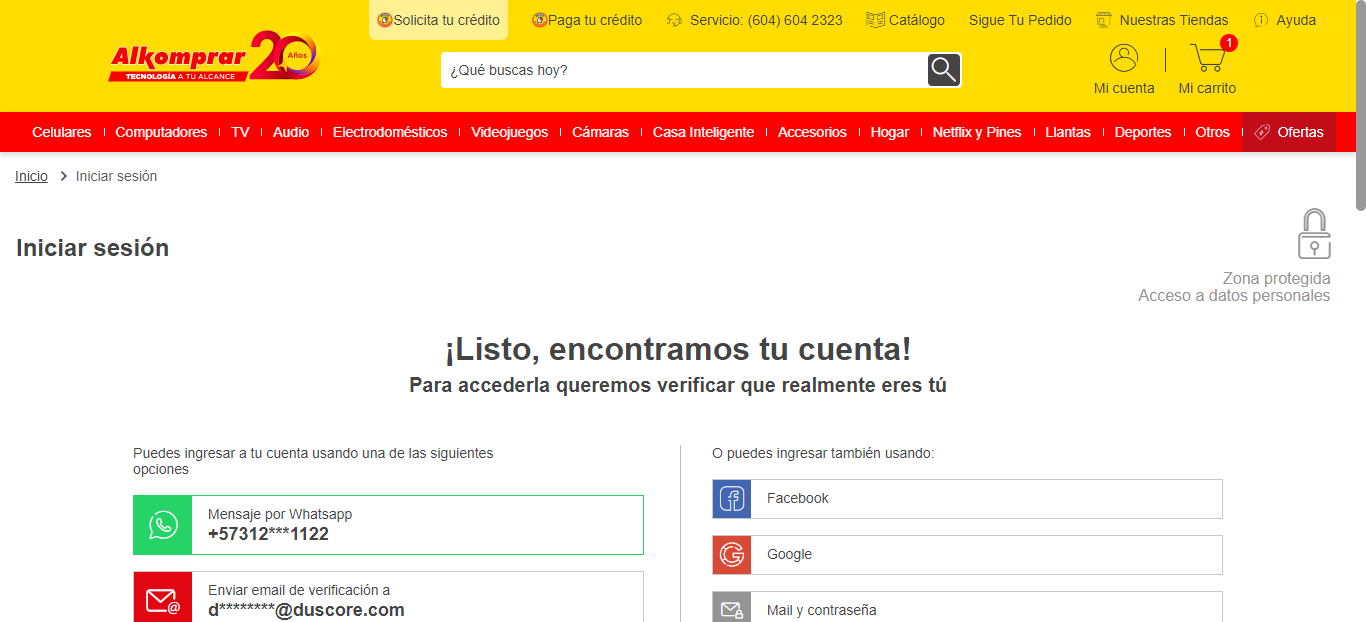 Solicita tu crédito
Paga tu crédito
Servicio: (604) 604 2323
Catálogo
Sigue Tu Pedido
Nuestras Tiendas
Ayuda
Alkomprar 20 Años
TECNOLOGÍA A TU ALCANCE
¿Qué buscas hoy?
Mi cuenta
1
Mi carrito
Celulares
Computadores
TV
Audio
Electrodomésticos
Videojuegos
Cámaras
Casa Inteligente
Accesorios
Hogar
Netflix y Pines
Llantas
Deportes
Otros
Ofertas
Inicio > Iniciar sesión
Iniciar sesión
Zona protegida
Acceso a datos personales
¡Listo, encontramos tu cuenta!
Para accederla queremos verificar que realmente eres tú
Puedes ingresar a tu cuenta usando una de las siguientes
opciones
Mensaje por Whatsapp
+57312***1122
Enviar email de verificación a
d********@duscore.com
O puedes ingresar también usando:
Facebook
Google
Mail y contraseña